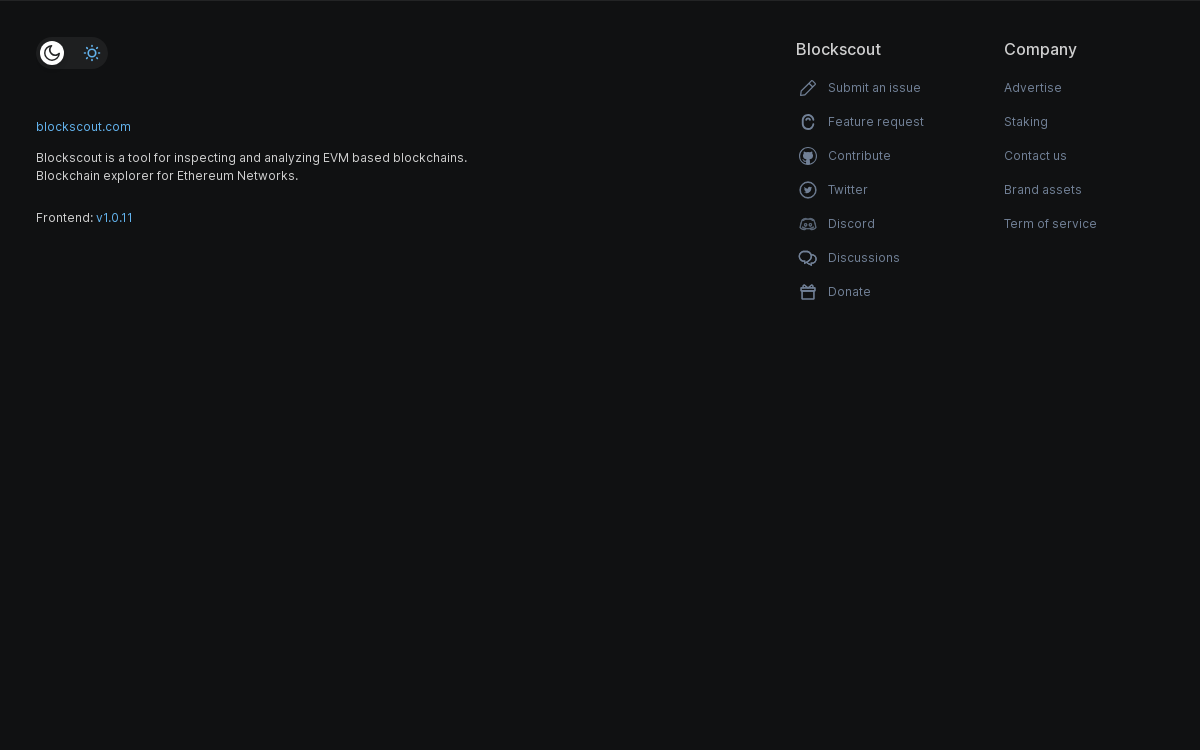 blockscout.com
Blockscout is a tool for inspecting and analyzing EVM based blockchains.
Blockchain explorer for Ethereum Networks.
Frontend: v1.0.11
Blockscout
Submit an issue
Feature request
Contribute
Twitter
Discord
Discussions
Donate
Company
Advertise
Staking
Contact us
Brand assets
Term of service